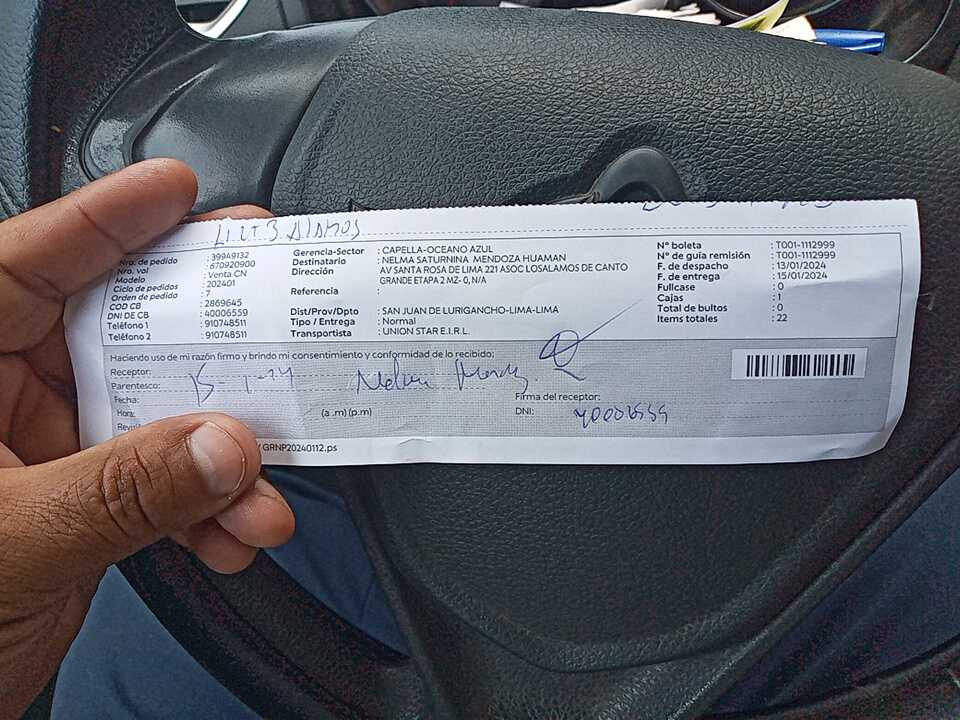 Lt LT 3 ALAMOS
Nro. de pedido : 39949132
Nro. val : 670920900
Modelo : Venta CN
Ciclo de pedidos : 202401
Orden de pedido : 7
COD CB : 2869645
DNI DE CB : 40006559
Teléfono 1 : 910748511
Teléfono 2 : 910748511
Gerencia-Sector : CAPELLA-OCEANO AZUL
Destinatario : NELMA SATURNINA MENDOZA HUAMAN
Dirección : AV SANTA ROSA DE LIMA 221 ASOC LOSALAMOS DE CANTO
GRANDE ETAPA 2 MZ- 0, N/A
Referencia :
Dist/Prov/Dpto : SAN JUAN DE LURIGANCHO-LIMA-LIMA
Tipo / Entrega : Normal
Transportista : UNION STAR E.I.R.L.
N° boleta : T001-1112999
N° de guía remisión : T001-1112999
F. de despacho : 13/01/2024
F. de entrega : 15/01/2024
Fullcase : 0
Cajas : 1
Total de bultos : 0
Items totales : 22
Haciendo uso de mi razón firmo y brindo mi consentimiento y conformidad de lo recibido;
Receptor:
Parentesco:
Fecha: 15 - 1-24
Hora: (a .m) (p.m)
Firma del receptor:
DNI: 40006559
/ GRNP20240112.ps